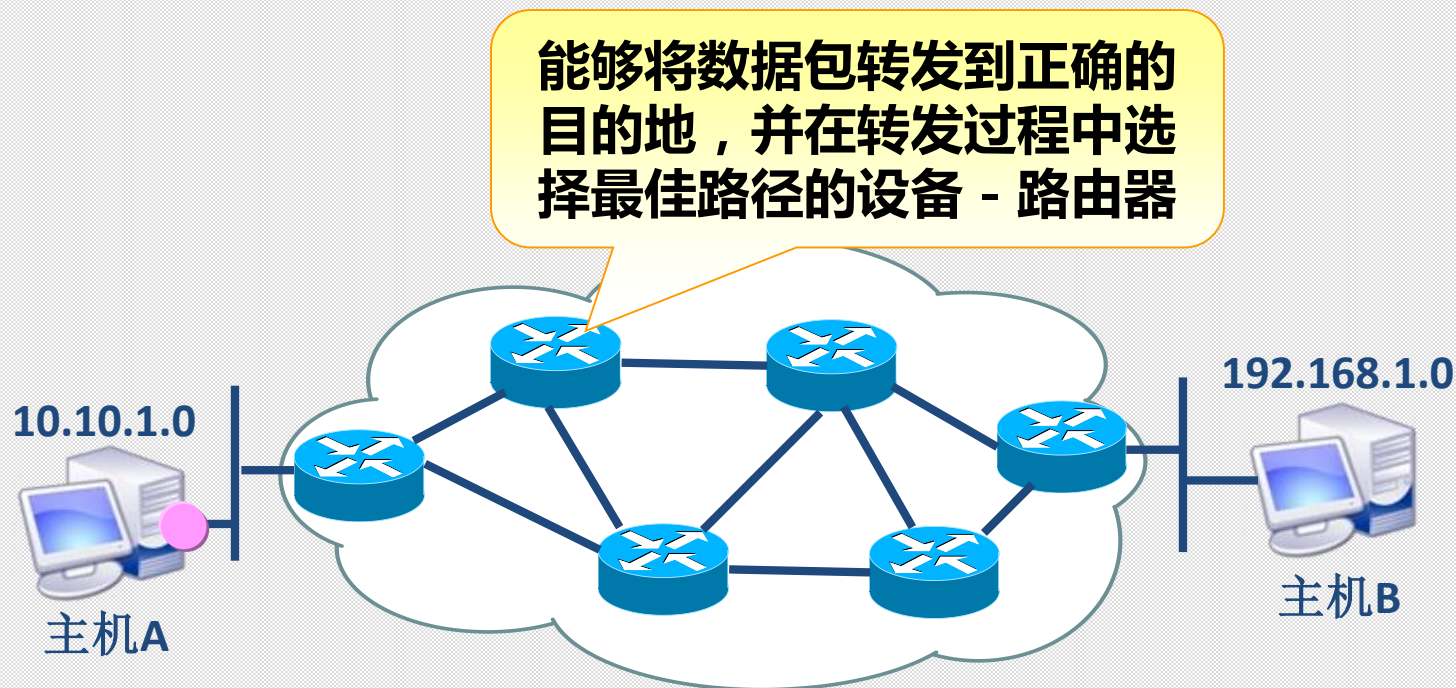 能够将数据包转发到正确的
目的地，并在转发过程中选
择最佳路径的设备 - 路由器
192.168.1.0
10.10.1.0
主机B
主机A